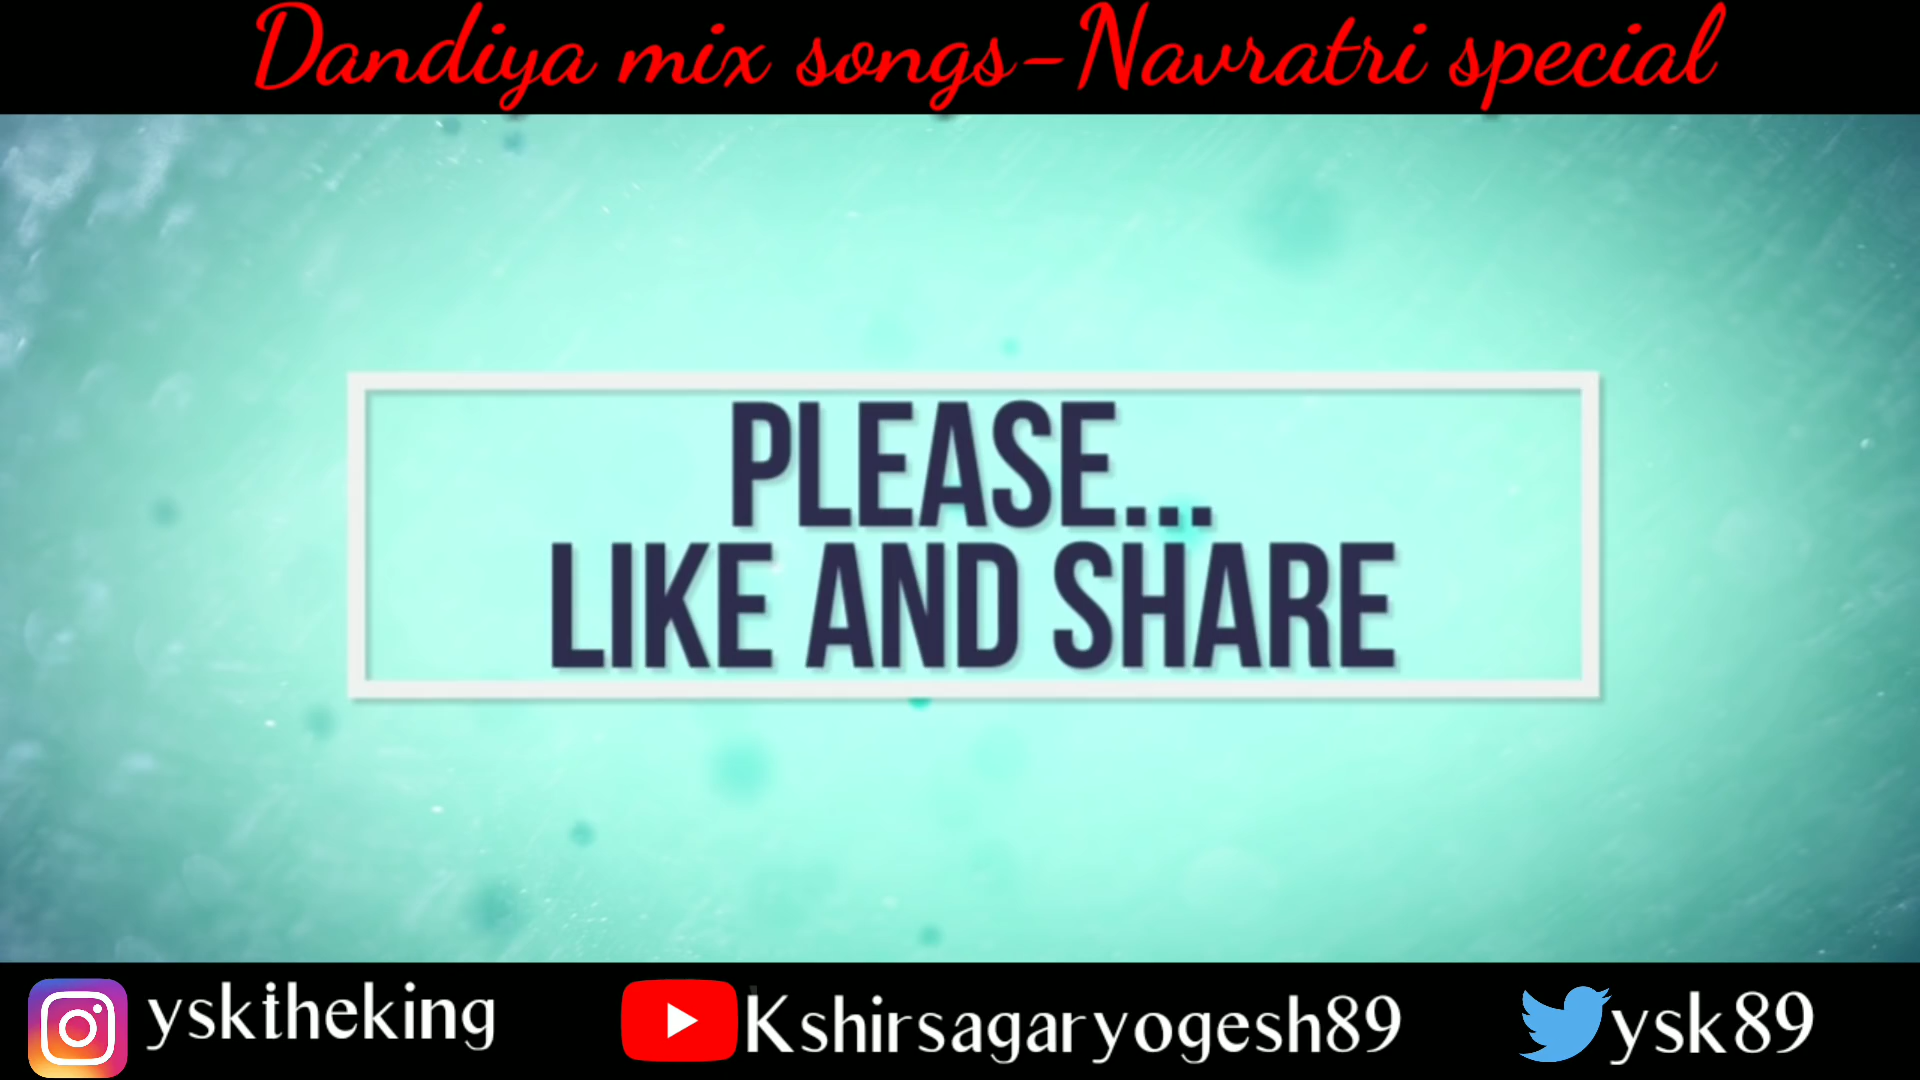 Dandiya mix songs-Navratri special
PLEASE...
LIKE AND SHARE
ysktheking
Kshirsagaryogesh89
ysk89